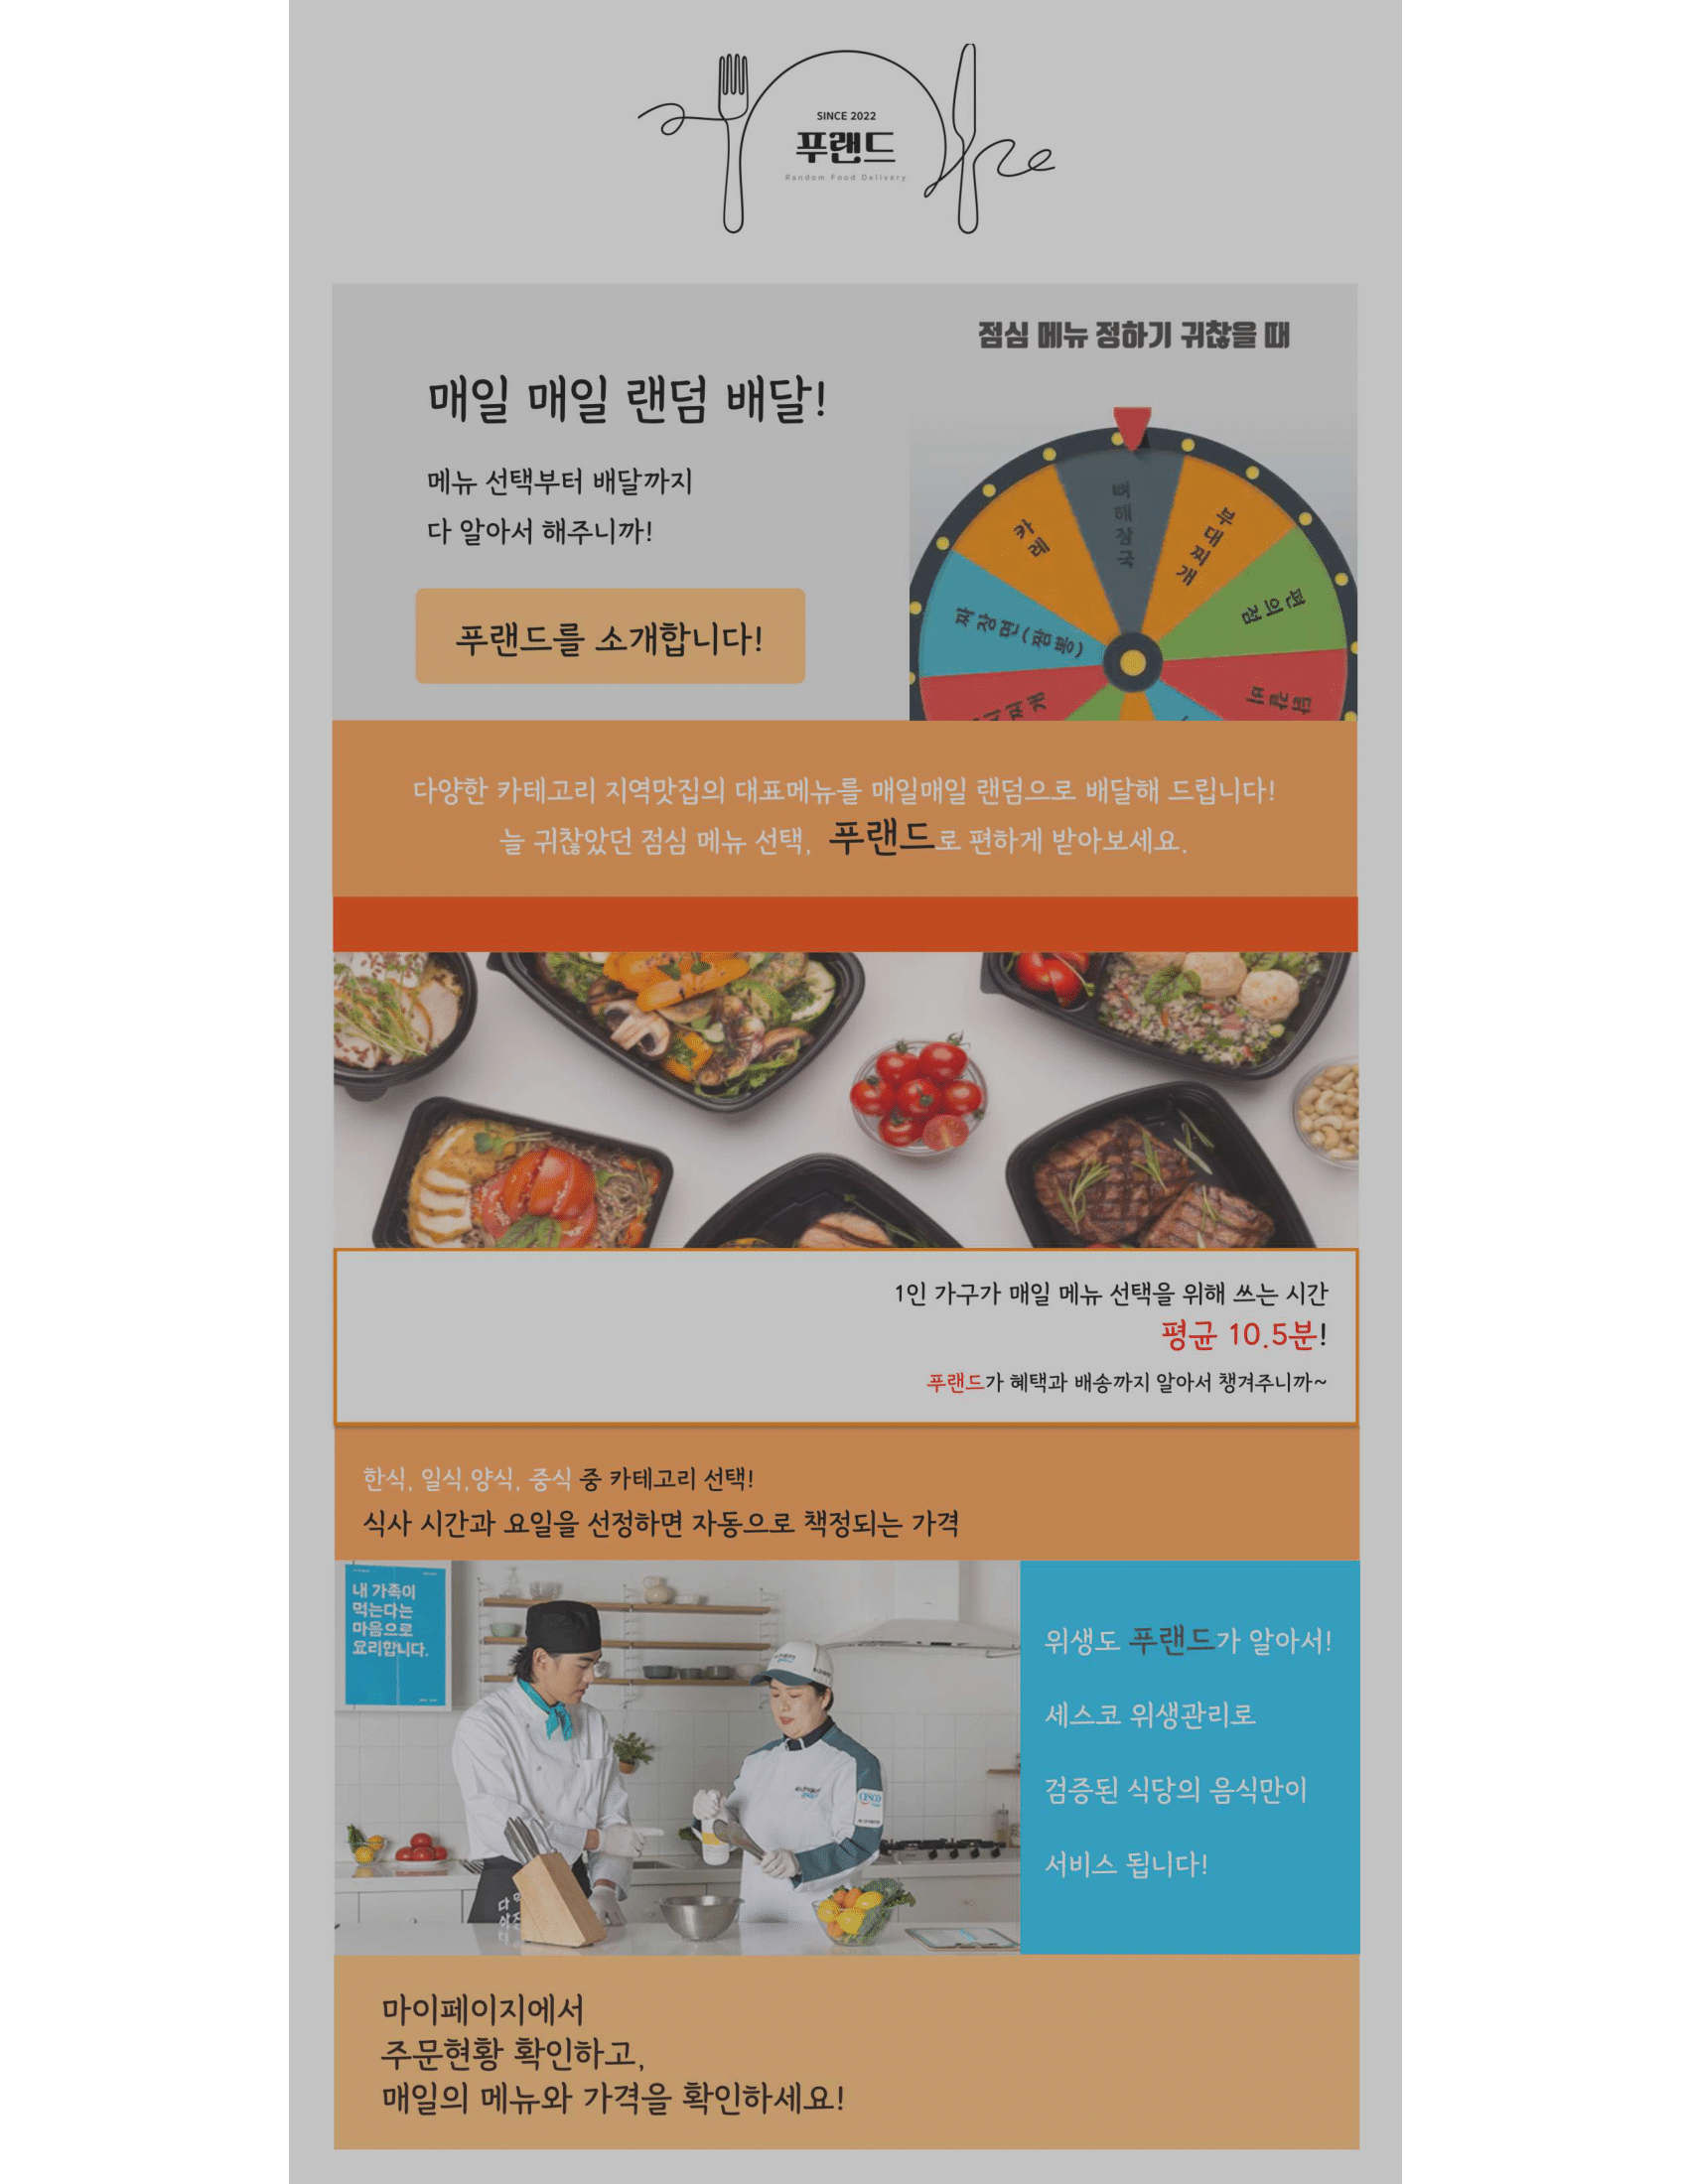 SINCE 2022
푸랜드
Random Food Delivery
점심 메뉴 정하기 귀찮을 때
매일 매일 랜덤 배달!
메뉴 선택부터 배달까지
다 알아서 해주니까!
푸랜드를 소개합니다!
카레
뼈해장국
부대찌개
편의점
짜장면(짬뽕)
닭갈비
다양한 카테고리 지역맛집의 대표메뉴를 매일매일 랜덤으로 배달해 드립니다!
늘 귀찮았던 점심 메뉴 선택, 푸랜드로 편하게 받아보세요.
1인 가구가 매일 메뉴 선택을 위해 쓰는 시간
평균 10.5분!
푸랜드가 혜택과 배송까지 알아서 챙겨주니까~
한식, 일식,양식, 중식 중 카테고리 선택!
식사 시간과 요일을 선정하면 자동으로 책정되는 가격
내 가족이
먹는다는
마음으로
요리합니다.
CESCO
위생도 푸랜드가 알아서!
세스코 위생관리로
검증된 식당의 음식만이
서비스 됩니다!
마이페이지에서
주문현황 확인하고,
매일의 메뉴와 가격을 확인하세요!